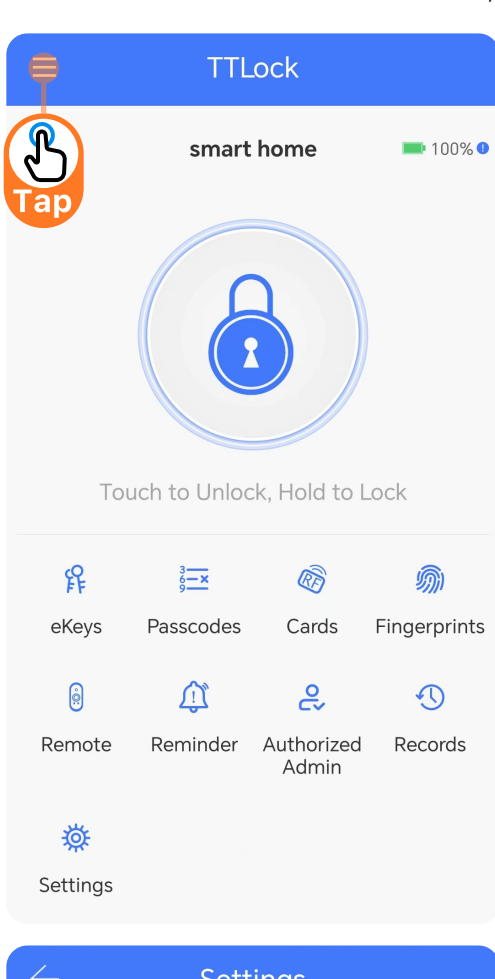 TTLock
smart home
100%
Tap
Touch to Unlock, Hold to Lock
eKeys
Passcodes
Cards
Fingerprints
Remote
Reminder
Authorized
Admin
Records
Settings